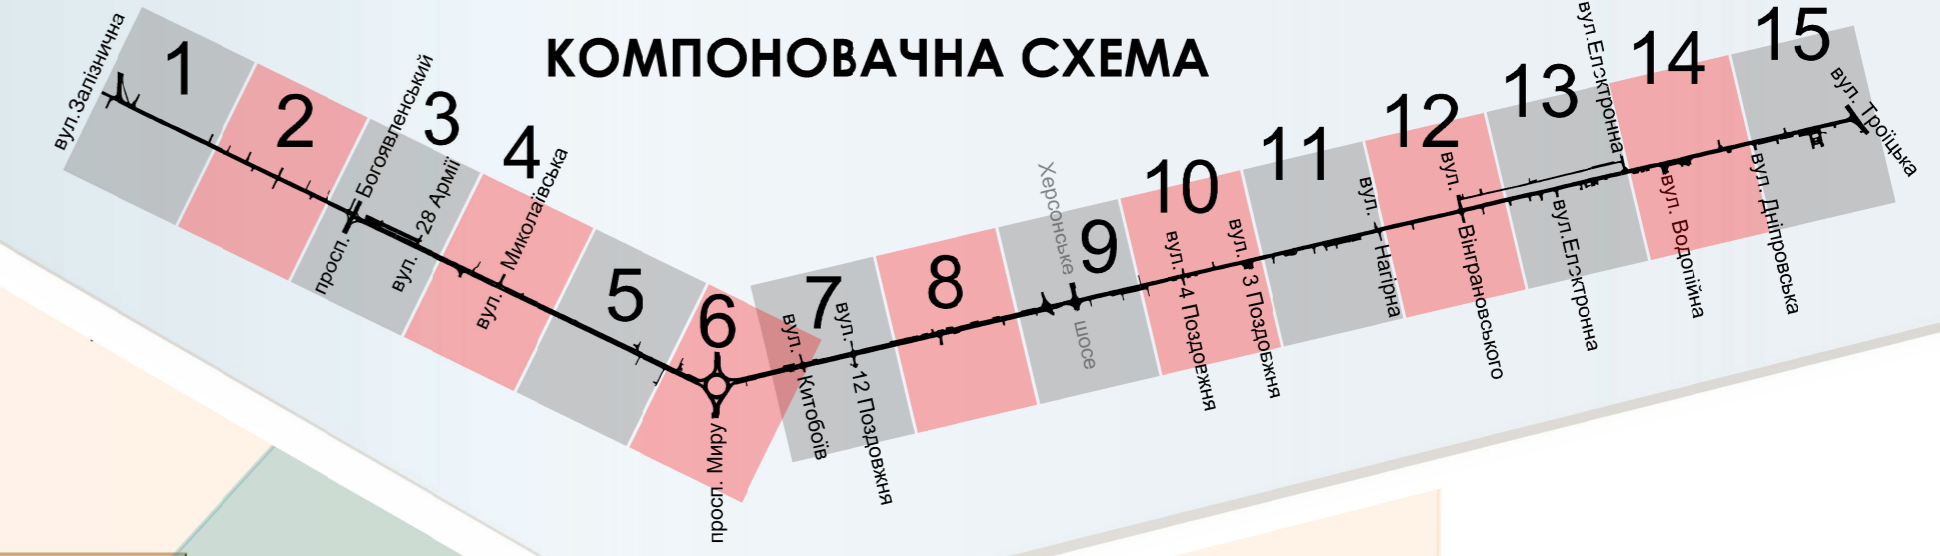 КОМПОНОВАЧНА СХЕМА
вул.Залізнична
1
2
просп. Богоявленський
3
вул. 28 Армії
4
вул. Миколаївська
5
6
просп. Миру
7
вул. Китобоїв
вул. 12 Поздовжня
8
Херсонське шосе
9
10
вул. 4 Поздовжня
вул. 3 Поздобжня
11
вул. Нагірна
12
вул. Вінграновського
13
вул.Електронна
вул.Електронна
14
вул. Водопійна
15
вул. Дніпровська
вул. Троїцька